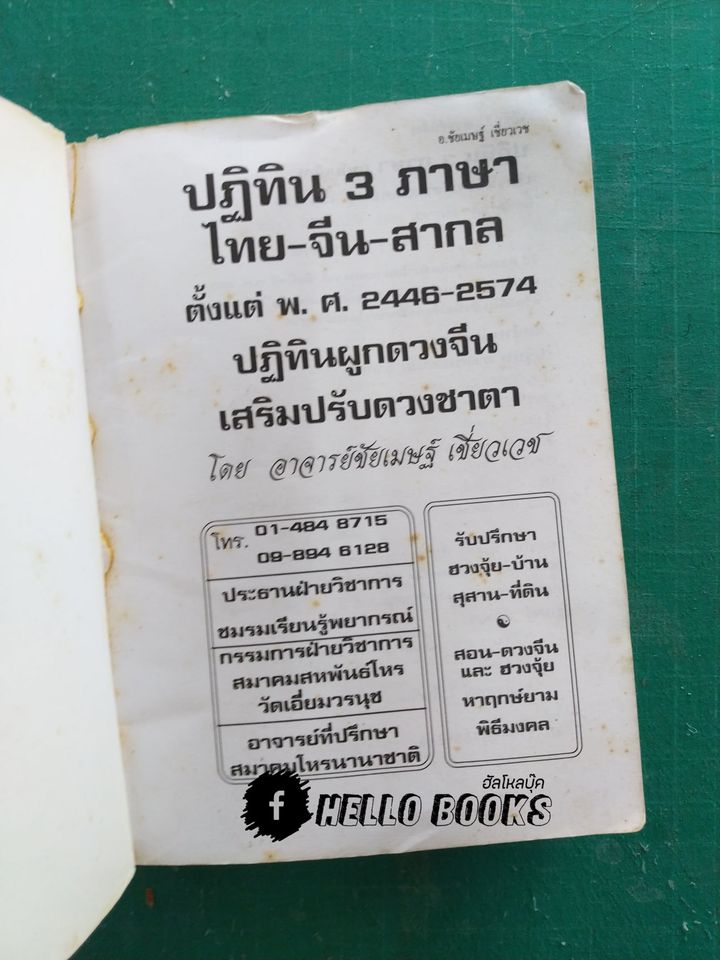 อ.ชัยเมษฐ์ เชี่ยวเวช
ปฏิทิน 3 ภาษา
ไทย-จีน-สากล
ตั้งแต่ พ. ศ. 2446-2574
ปฏิทินผูกดวงจีน
เสริมปรับดวงชาตา
โดย อาจารย์ชัยเมษฐ์ เชี่ยวเวช
โทร. 01-484 8715
09-894 6128
ประธานฝ่ายวิชาการ
ชมรมเรียนรู้พยากรณ์
กรรมการฝ่ายวิชาการ
สมาคมสหพันธ์โหร
วัดเอี่ยมวรนุช
อาจารย์ที่ปรึกษา
สมาคมโหรนานาชาติ
รับปรึกษา
ฮวงจุ้ย-บ้าน
สุสาน-ที่ดิน
สอน-ดวงจีน
และ ฮวงจุ้ย
หาฤกษ์ยาม
พิธีมงคล
ฮัลโหลบุ๊ค
f HELLO BOOKS